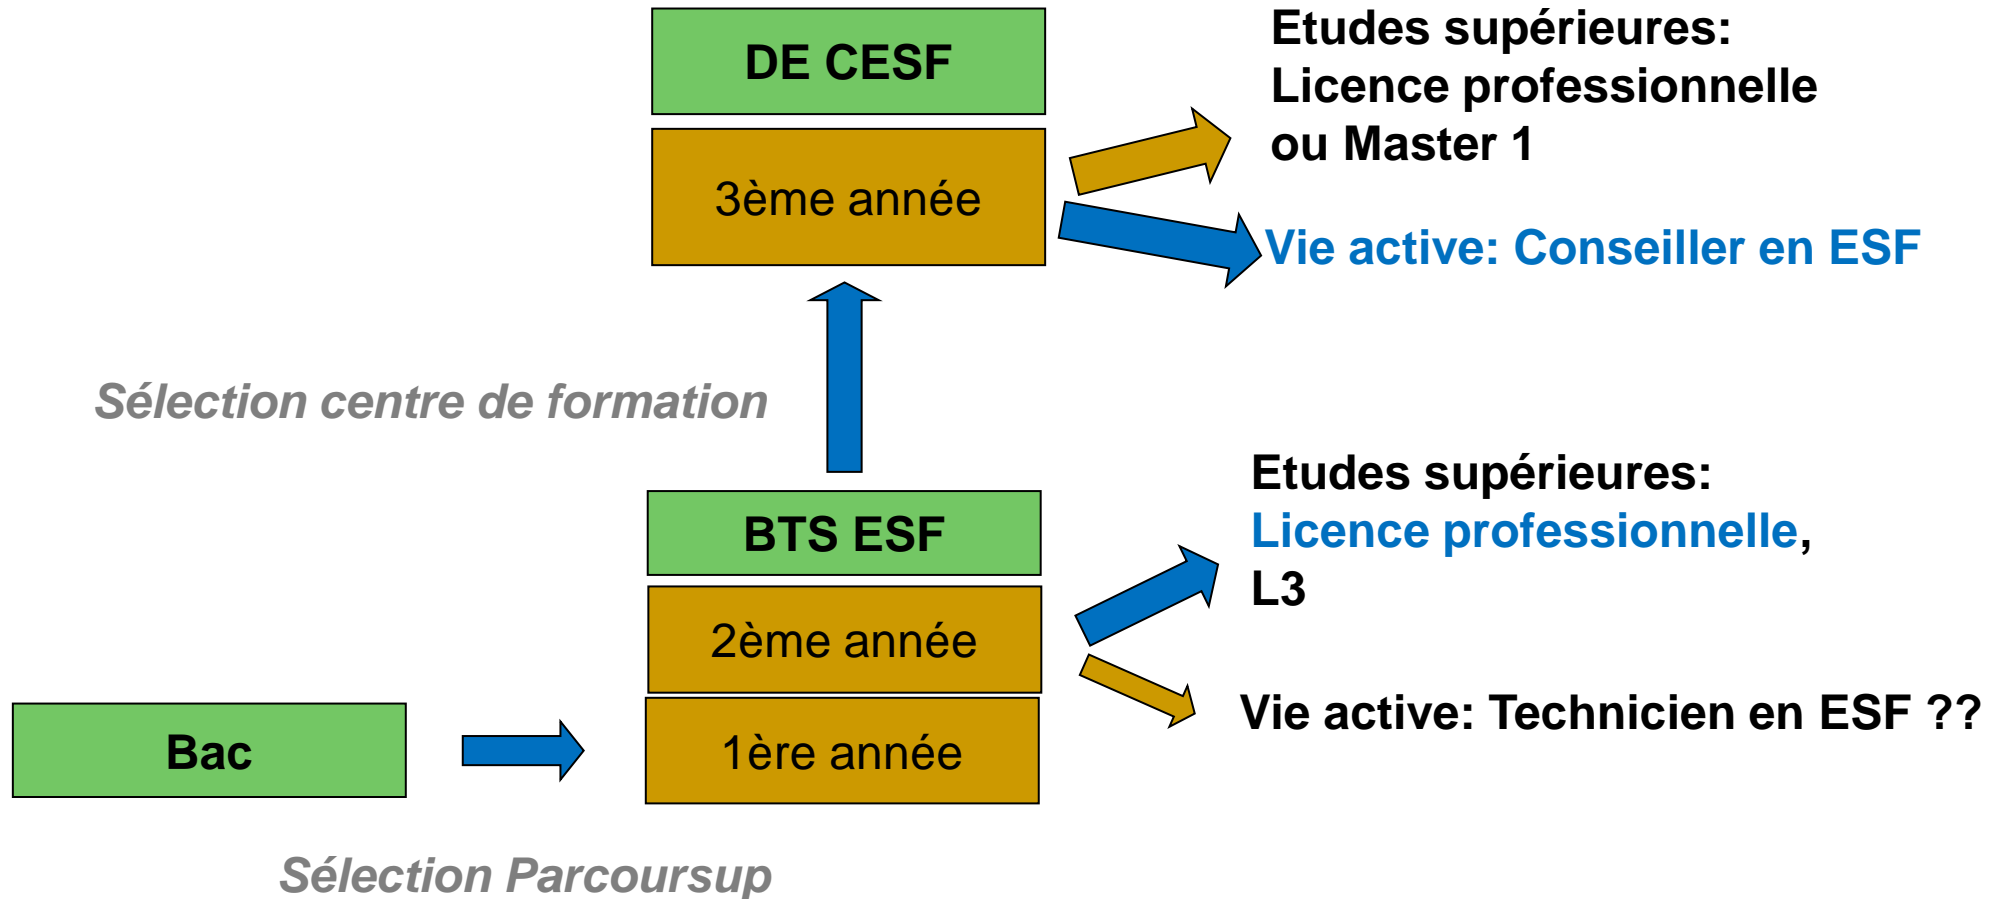 DE CESF
3ème année
Etudes supérieures:
Licence professionnelle
ou Master 1
Vie active: Conseiller en ESF
Sélection centre de formation
BTS ESF
2ème année
1ère année
Etudes supérieures:
Licence professionnelle,
L3
Vie active: Technicien en ESF ??
Bac
Sélection Parcoursup